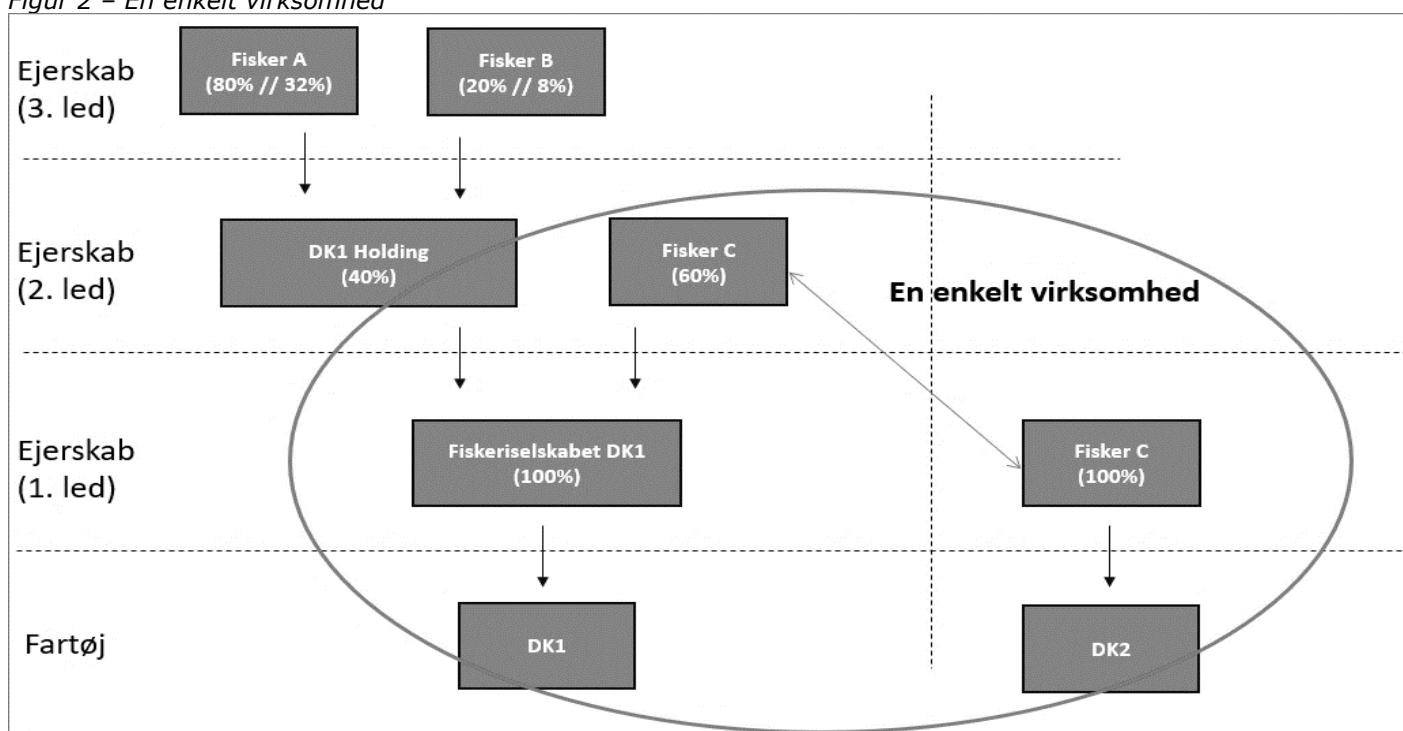 Figur 2 – En enkelt virksomhed
Ejerskab
(3. led)
Fisker A
(80% // 32%)
Fisker B
(20% // 8%)
Ejerskab
(2. led)
DK1 Holding
(40%)
Fisker C
(60%)
En enkelt virksomhed
Ejerskab
(1. led)
Fiskeriselskabet DK1
(100%)
Fisker C
(100%)
Fartøj
DK1
DK2